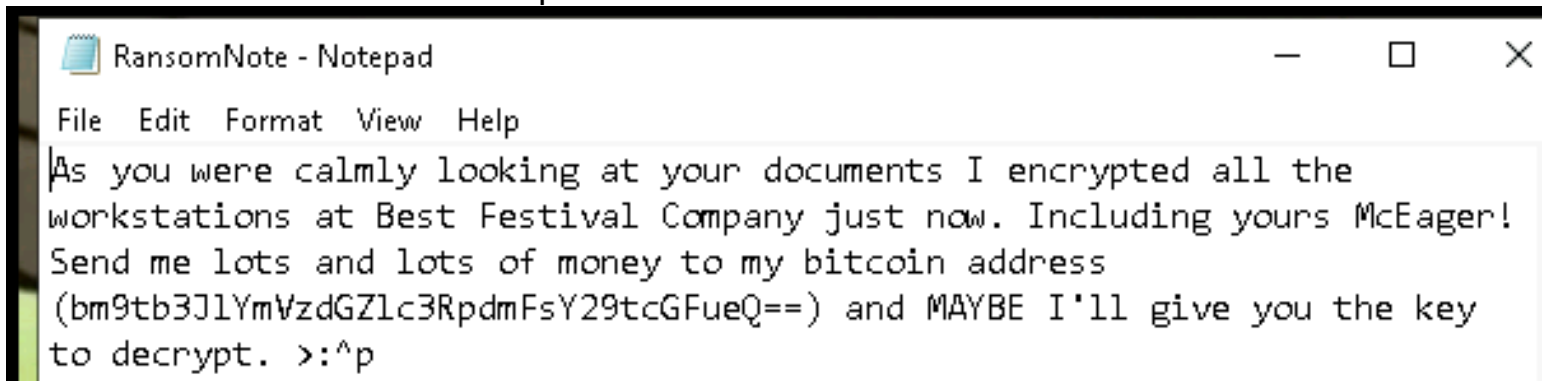 RansomNote - Notepad
File Edit Format View Help
As you were calmly looking at your documents I encrypted all the
workstations at Best Festival Company just now. Including yours McEager!
Send me lots and lots of money to my bitcoin address
(bm9tb3JlYmVzdGZlc3RpdmFsY29tcGFueQ==) and MAYBE I'll give you the key
to decrypt. >:^p